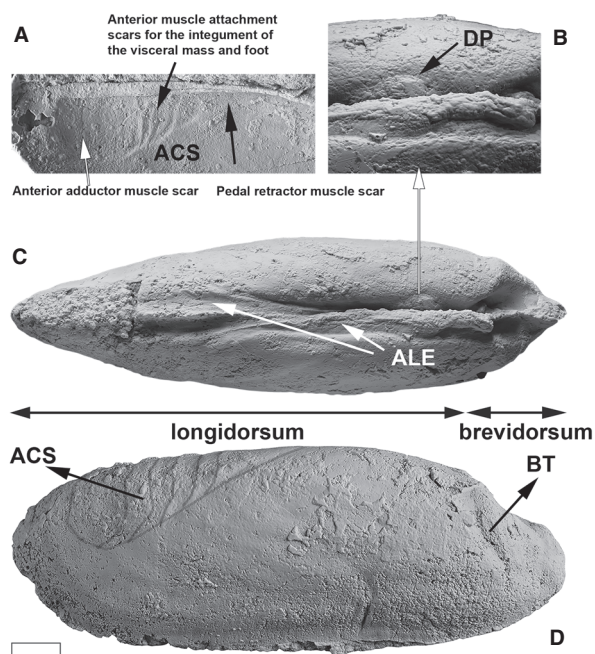 A
Anterior muscle attachment
scars for the integument of
the visceral mass and foot
ACS
Anterior adductor muscle scar
Pedal retractor muscle scar
B
DP
C
ALE
longidorsum
brevidorsum
ACS
BT
D